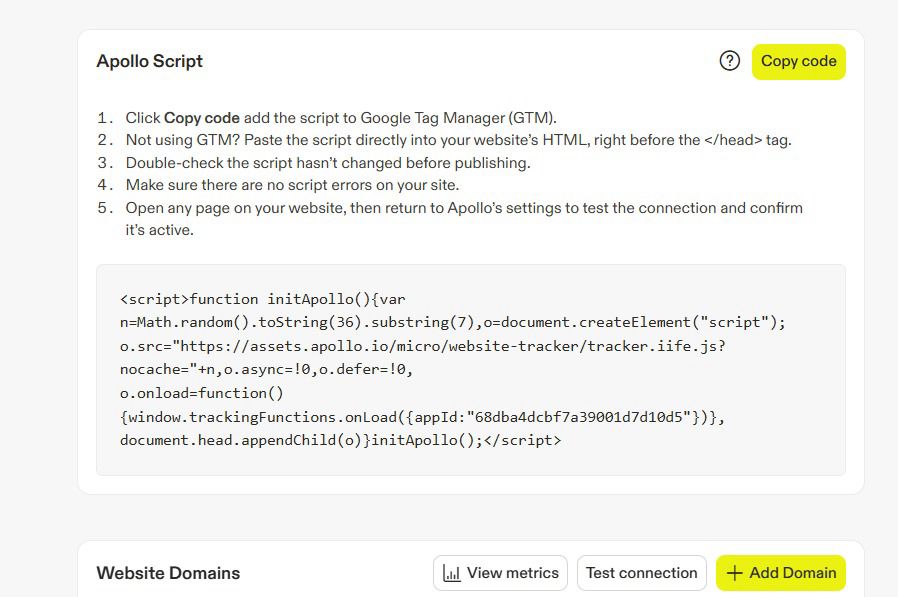 Apollo Script
Copy code
1. Click Copy code add the script to Google Tag Manager (GTM).
2. Not using GTM? Paste the script directly into your website’s HTML, right before the </head> tag.
3. Double-check the script hasn’t changed before publishing.
4. Make sure there are no script errors on your site.
5. Open any page on your website, then return to Apollo’s settings to test the connection and confirm
it’s active.
<script>function initApollo(){var
n=Math.random().toString(36).substring(7),o=document.createElement("script");
o.src="https://assets.apollo.io/micro/website-tracker/tracker.iife.js?
nocache="+n,o.async=!0,o.defer=!0,
o.onload=function()
{window.trackingFunctions.onLoad({appId:"68dba4dcbf7a39001d7d10d5"})},
document.head.appendChild(o)}initApollo();</script>
Website Domains
View metrics
Test connection
+ Add Domain